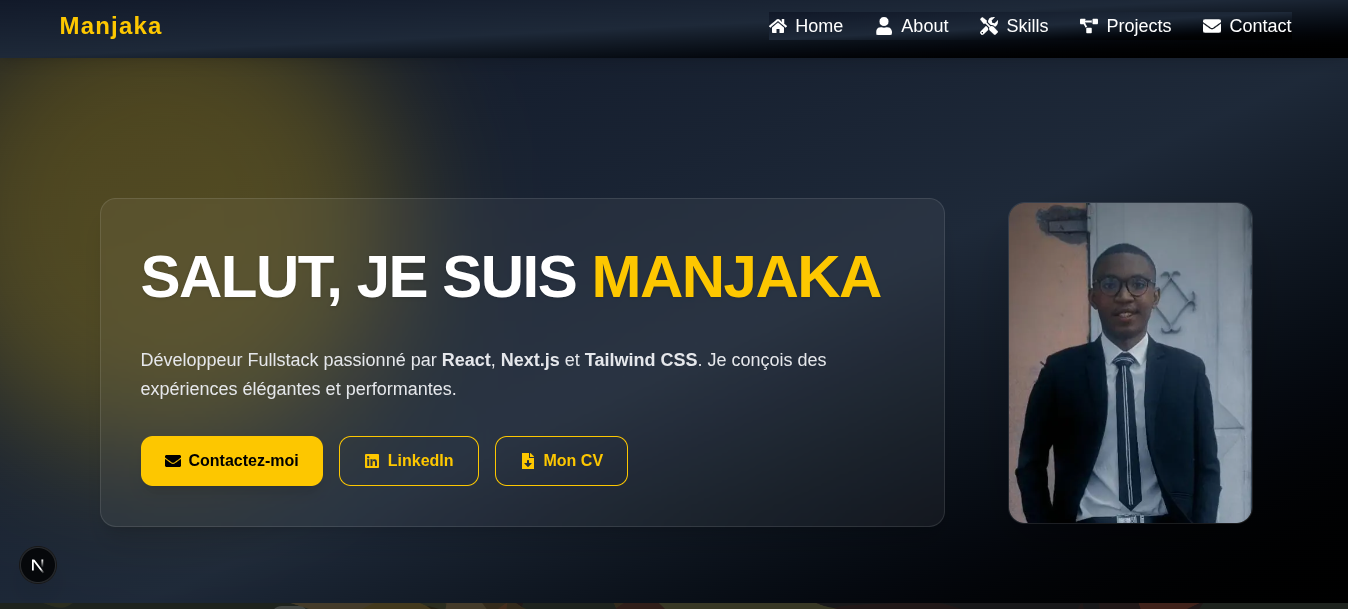 Manjaka
Home About Skills Projects Contact
SALUT, JE SUIS MANJAKA
Développeur Fullstack passionné par React, Next.js et Tailwind CSS. Je conçois des
expériences élégantes et performantes.
Contactez-moi LinkedIn Mon CV
N